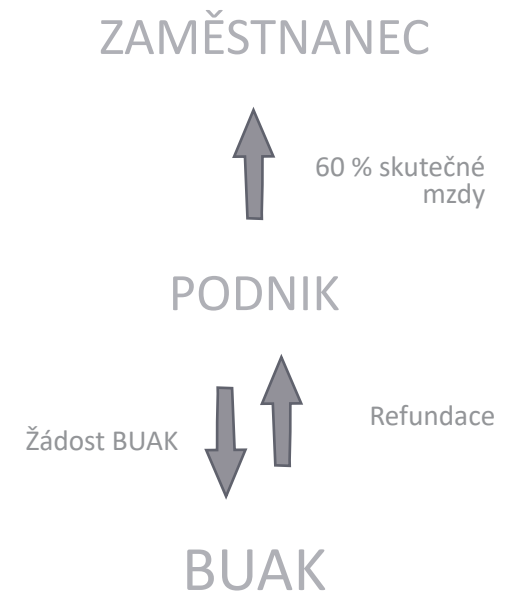 ZAMĚSTNANEC
60 % skutečné
mzdy
PODNIK
Refundace
Žádost BUAK
BUAK